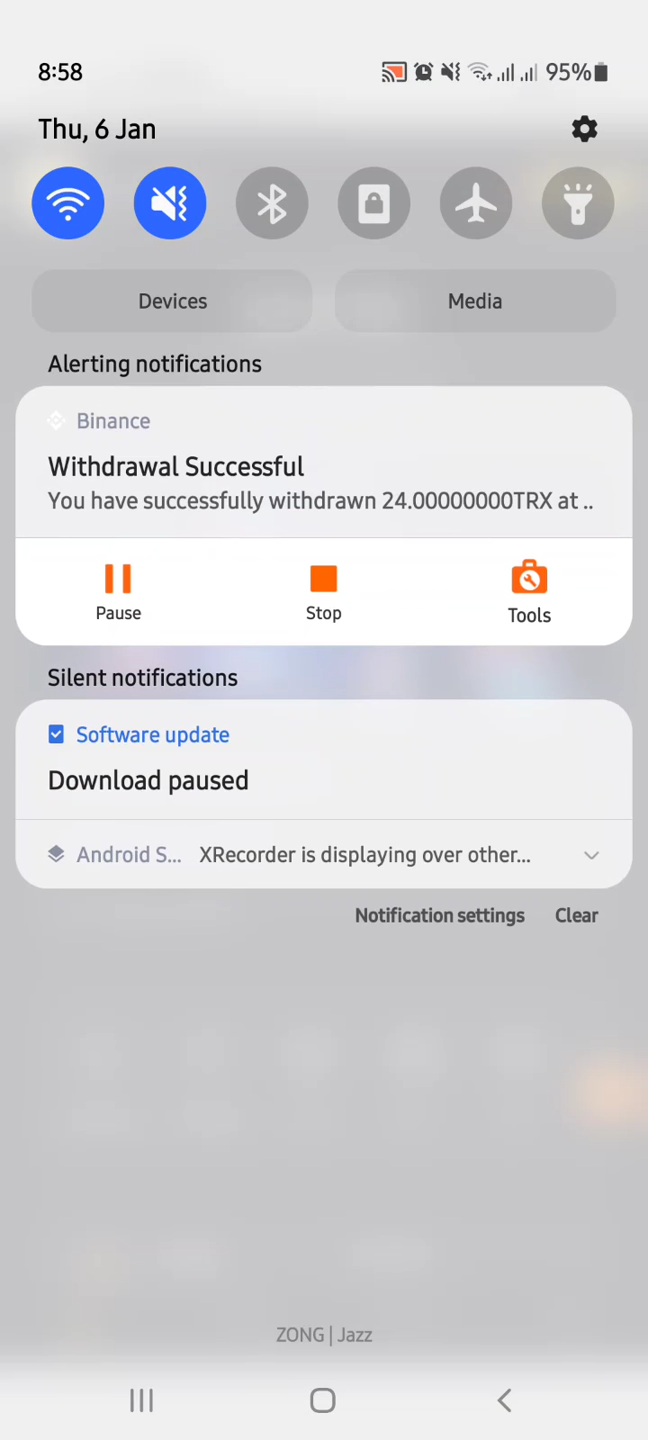 8:58
95%
Thu, 6 Jan
Devices
Media
Alerting notifications
Binance
Withdrawal Successful
You have successfully withdrawn 24.00000000TRX at ..
Pause
Stop
Tools
Silent notifications
Software update
Download paused
Android S... XRecorder is displaying over other...
Notification settings
Clear
ZONG | Jazz